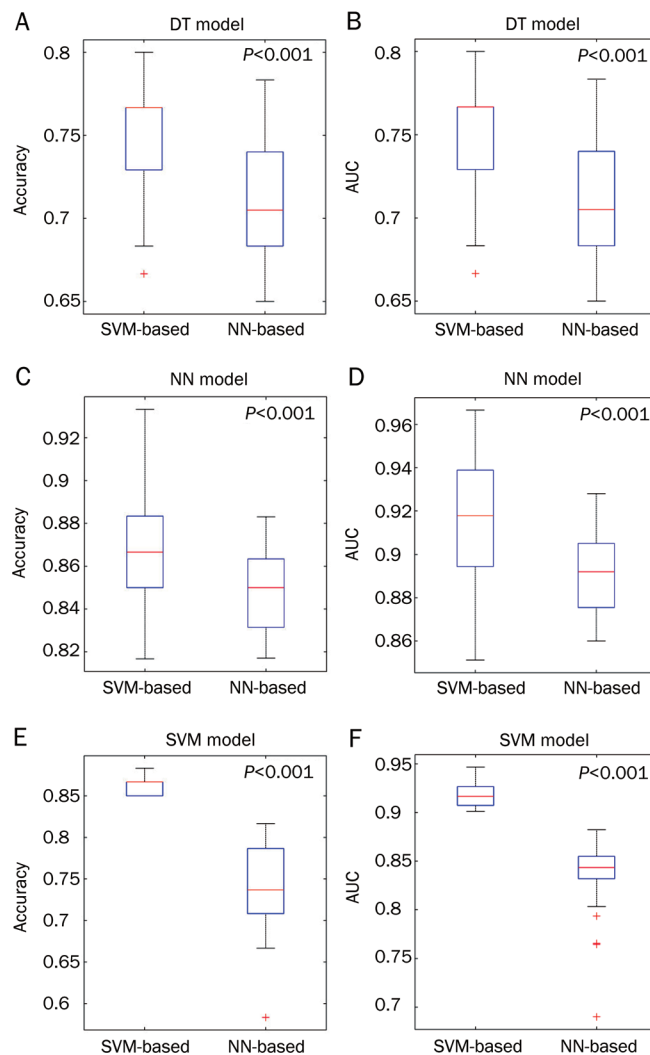 A
DT model
P<0.001
0.8
0.75
0.7
0.65
Accuracy
SVM-based
NN-based
B
DT model
P<0.001
0.8
0.75
0.7
0.65
AUC
SVM-based
NN-based
C
NN model
P<0.001
0.92
0.9
0.88
0.86
0.84
0.82
Accuracy
SVM-based
NN-based
D
NN model
P<0.001
0.96
0.94
0.92
0.9
0.88
0.86
AUC
SVM-based
NN-based
E
SVM model
P<0.001
0.85
0.8
0.75
0.7
0.65
0.6
Accuracy
SVM-based
NN-based
F
SVM model
P<0.001
0.95
0.9
0.85
0.8
0.75
0.7
AUC
SVM-based
NN-based